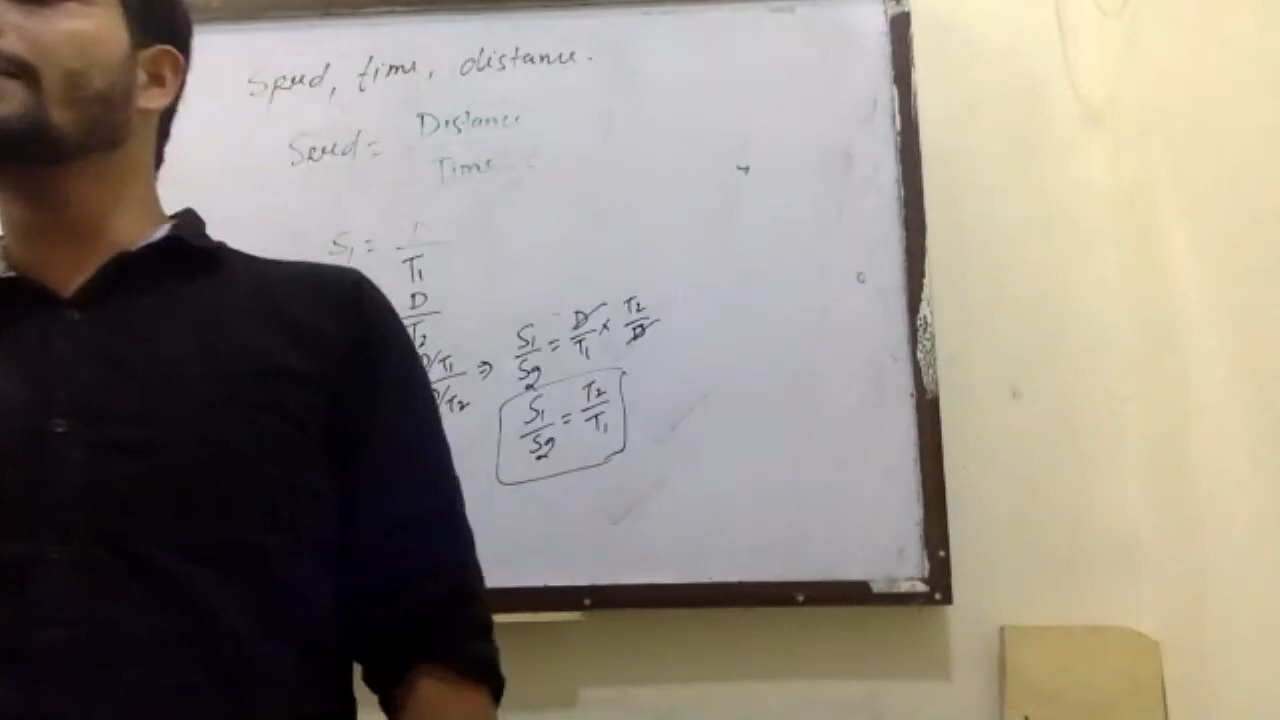 Speed, time, distance.
Speed = Distance / Time
S₁ = D / T₁
D / T₂
D/T₁ / D/T₂ ⇒ S₁/S₂ = D/T₁ × T₂/D
S₁/S₂ = T₂/T₁